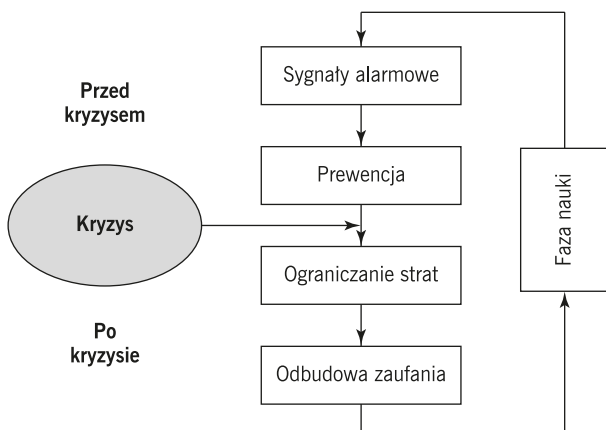 Sygnały alarmowe
Przed
kryzysem
Prewencja
Kryzys
Faza nauki
Ograniczanie strat
Po
kryzysie
Odbudowa zaufania